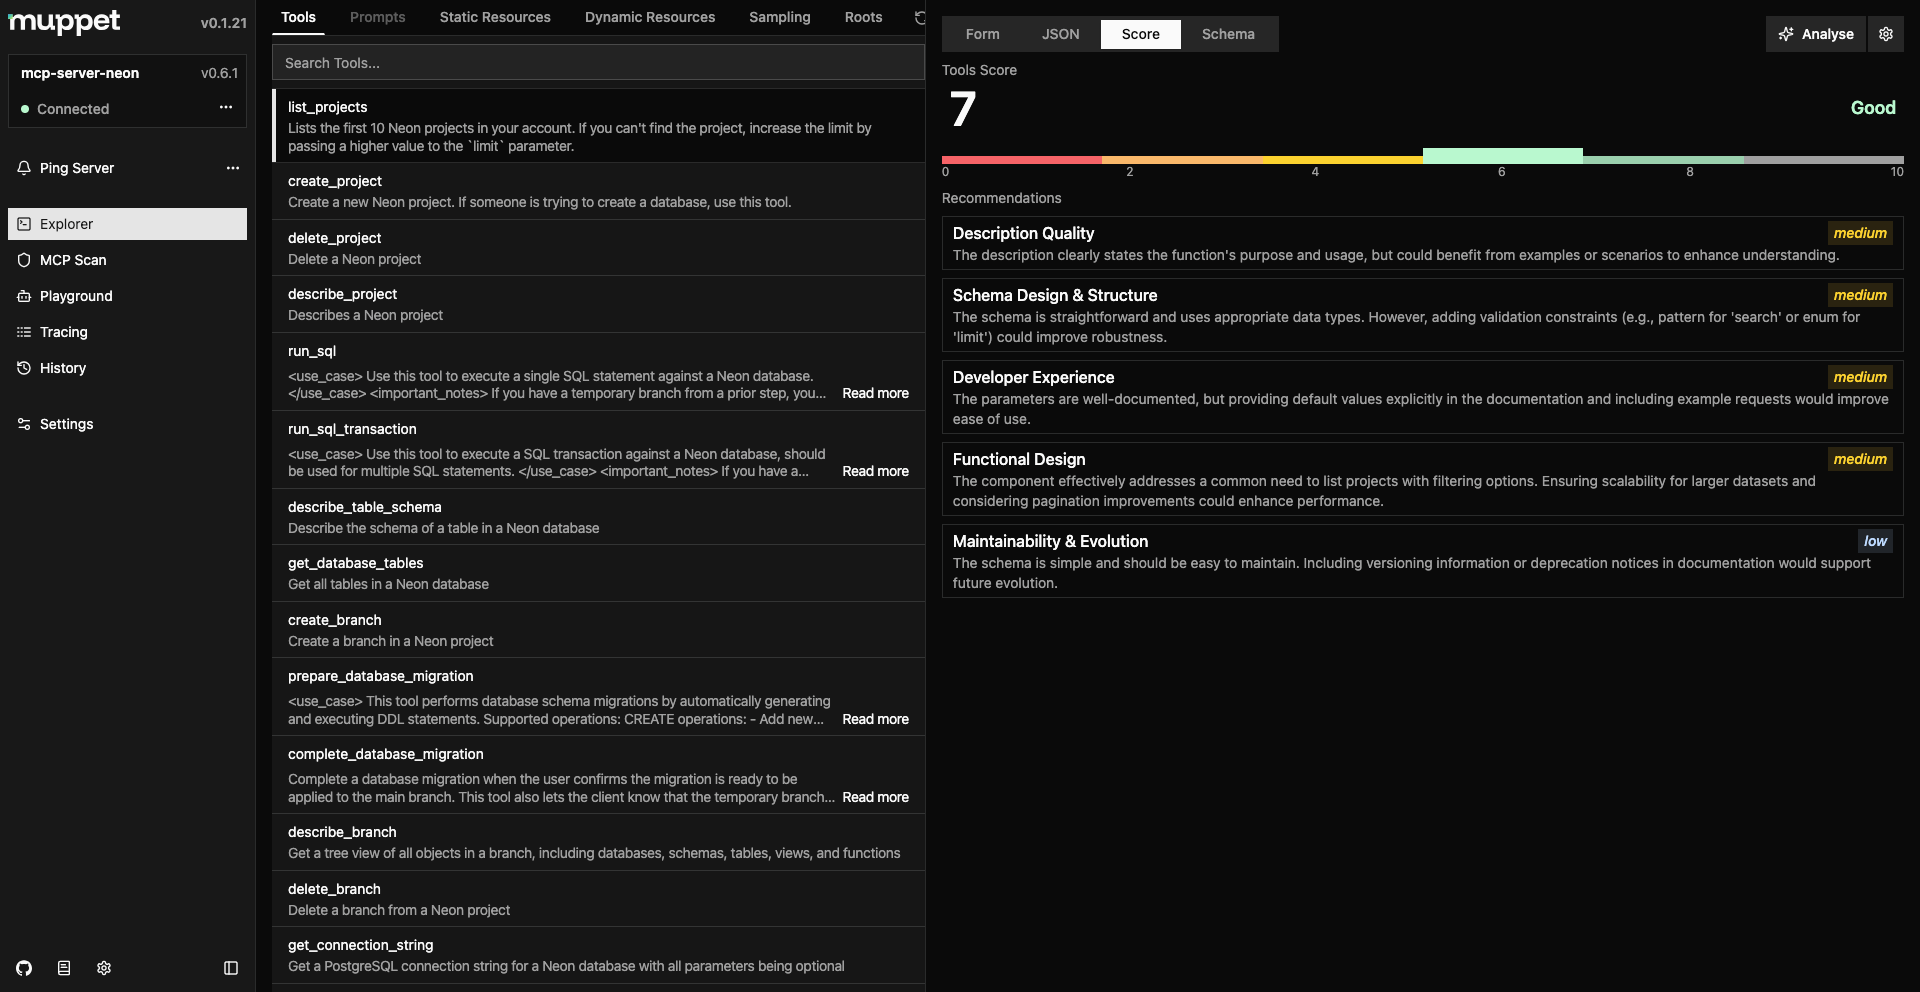 muppet
v0.1.21
mcp-server-neon
v0.6.1
Connected
Ping Server
Explorer
MCP Scan
Playground
Tracing
History
Settings
Tools
Prompts
Static Resources
Dynamic Resources
Sampling
Roots
Search Tools...
list_projects
Lists the first 10 Neon projects in your account. If you can't find the project, increase the limit by
passing a higher value to the `limit` parameter.
create_project
Create a new Neon project. If someone is trying to create a database, use this tool.
delete_project
Delete a Neon project
describe_project
Describes a Neon project
run_sql
<use_case> Use this tool to execute a single SQL statement against a Neon database.
</use_case> <important_notes> If you have a temporary branch from a prior step, you...
Read more
run_sql_transaction
<use_case> Use this tool to execute a SQL transaction against a Neon database, should
be used for multiple SQL statements. </use_case> <important_notes> If you have a...
Read more
describe_table_schema
Describe the schema of a table in a Neon database
get_database_tables
Get all tables in a Neon database
create_branch
Create a branch in a Neon project
prepare_database_migration
<use_case> This tool performs database schema migrations by automatically generating
and executing DDL statements. Supported operations: CREATE operations: - Add new...
Read more
complete_database_migration
Complete a database migration when the user confirms the migration is ready to be
applied to the main branch. This tool also lets the client know that the temporary branch...
Read more
describe_branch
Get a tree view of all objects in a branch, including databases, schemas, tables, views, and functions
delete_branch
Delete a branch from a Neon project
get_connection_string
Get a PostgreSQL connection string for a Neon database with all parameters being optional
Form
JSON
Score
Schema
Analyse
Tools Score
7
Good
0 2 4 6 8 10
Recommendations
Description Quality
medium
The description clearly states the function's purpose and usage, but could benefit from examples or scenarios to enhance understanding.
Schema Design & Structure
medium
The schema is straightforward and uses appropriate data types. However, adding validation constraints (e.g., pattern for 'search' or enum for
'limit') could improve robustness.
Developer Experience
medium
The parameters are well-documented, but providing default values explicitly in the documentation and including example requests would improve
ease of use.
Functional Design
medium
The component effectively addresses a common need to list projects with filtering options. Ensuring scalability for larger datasets and
considering pagination improvements could enhance performance.
Maintainability & Evolution
low
The schema is simple and should be easy to maintain. Including versioning information or deprecation notices in documentation would support
future evolution.